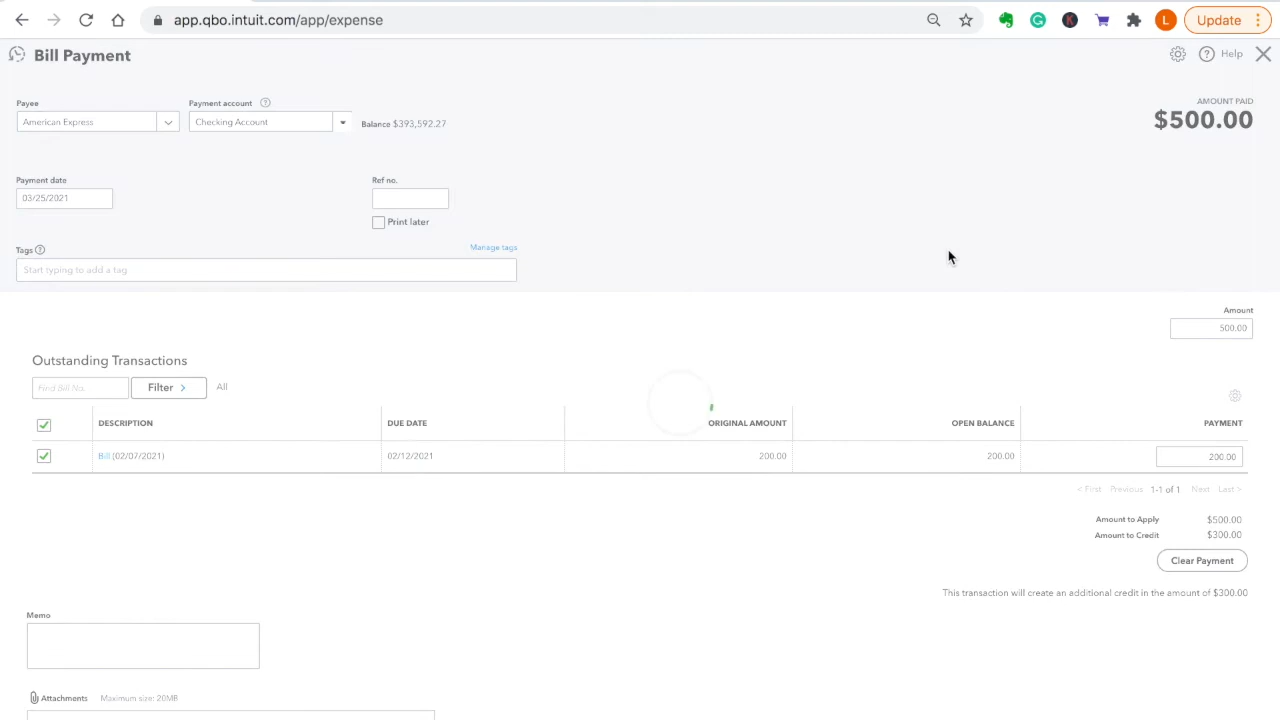 app.qbo.intuit.com/app/expense
L
Update
Bill Payment
Help
Payee
Payment account
AMOUNT PAID
American Express
Checking Account
Balance $393,592.27
$500.00
Payment date
Ref no.
03/25/2021
Print later
Tags
Manage tags
Start typing to add a tag
Amount
500.00
Outstanding Transactions
Find Bill No.
Filter >
All
DESCRIPTION DUE DATE ORIGINAL AMOUNT OPEN BALANCE PAYMENT
Bill (02/07/2021) 02/12/2021 200.00 200.00 200.00
< First Previous 1-1 of 1 Next Last >
Amount to Apply $500.00
Amount to Credit $300.00
Clear Payment
This transaction will create an additional credit in the amount of $300.00
Memo
Attachments Maximum size: 20MB